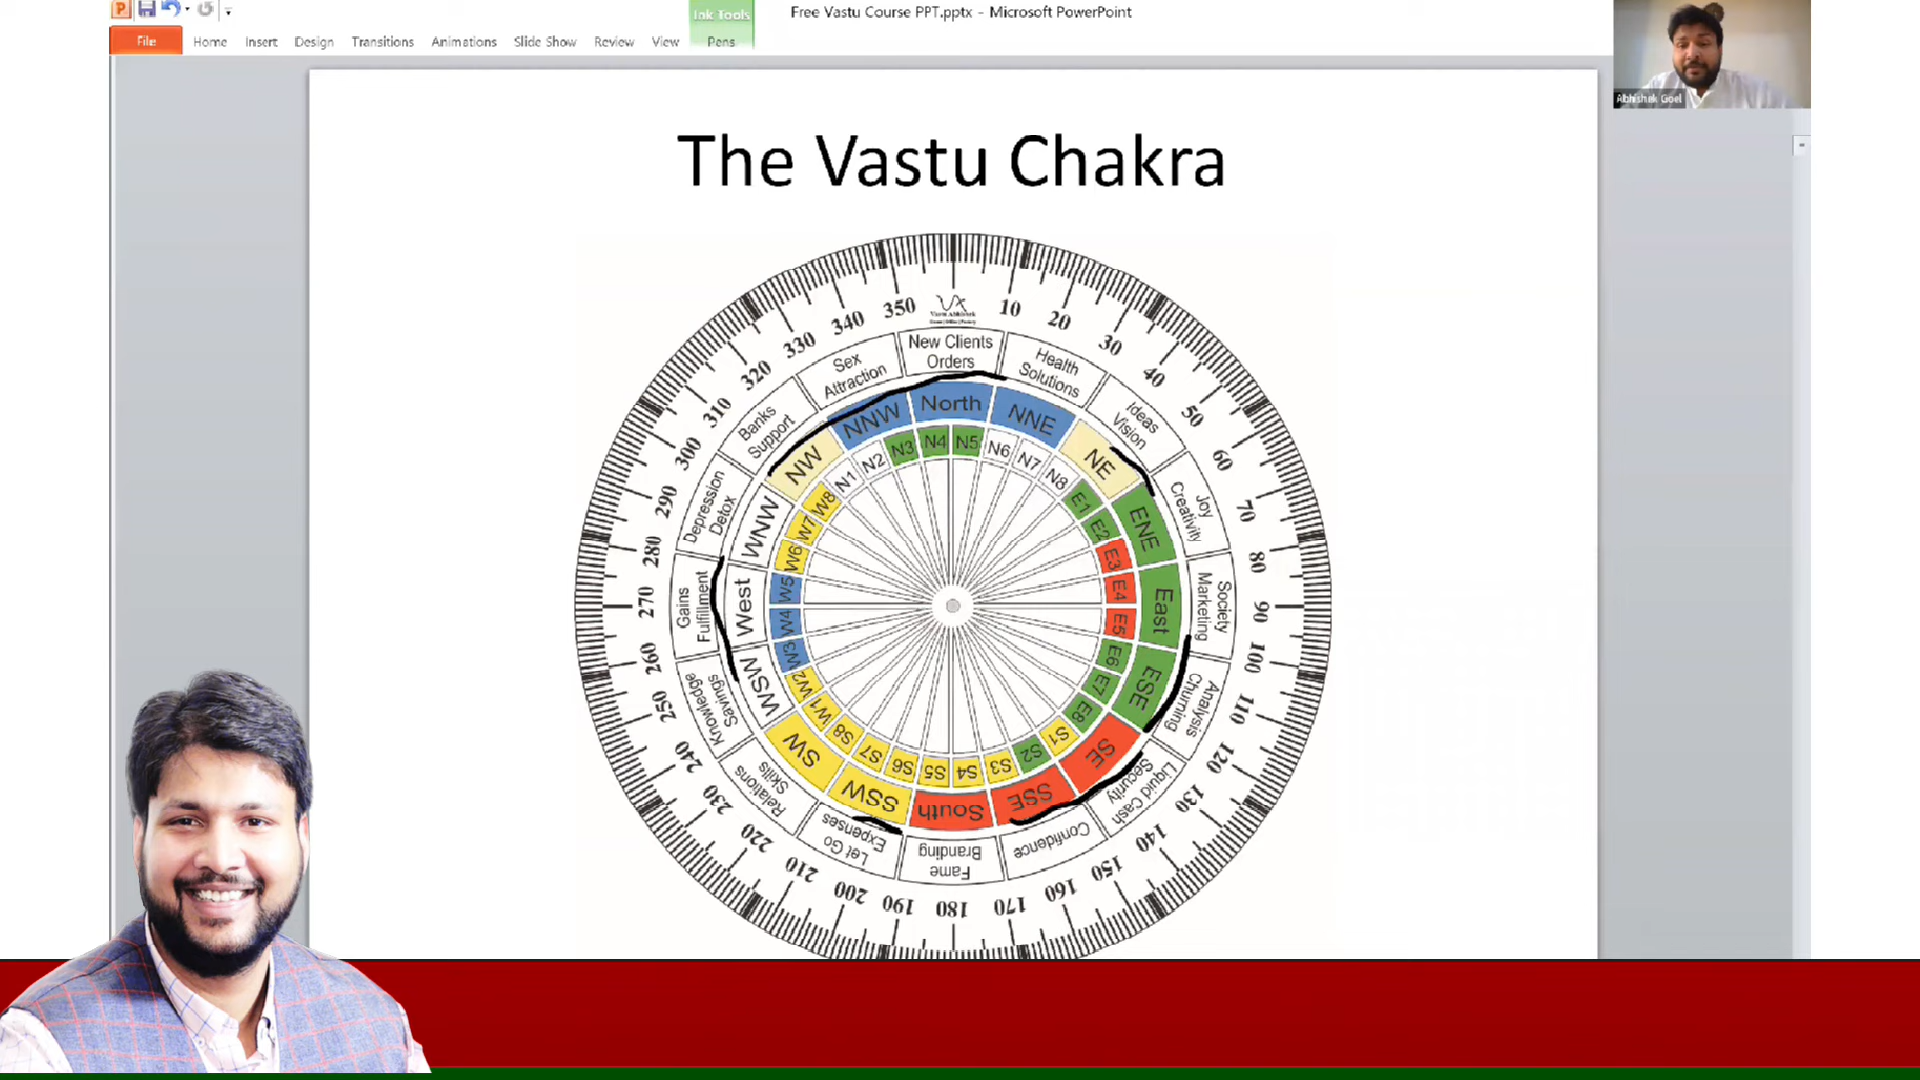 Free Vastu Course PPT.pptx - Microsoft PowerPoint
Ink Tools
File
Home
Insert
Design
Transitions
Animations
Slide Show
Review
View
Pens
Abhishek Goel
The Vastu Chakra
350
10
20
30
40
50
60
70
80
90
100
110
120
130
140
150
160
170
180
190
200
210
220
230
240
250
260
270
280
290
300
310
320
330
340
Vastu Abhishek
New Clients
Orders
Health
Solutions
Ideas
Vision
Joy
Creativity
Society
Marketing
Analysis
Churning
Liquid Cash
Security
Confidence
Fame
Branding
Let Go
Expenses
Relations
Skills
Knowledge
Savings
Gains
Fulfillment
Depression
Detox
Banks
Support
Sex
Attraction
North
NNE
NE
ENE
East
ESE
SE
SSE
South
SSW
SW
WSW
West
WNW
NW
NNW
N1
N2
N3
N4
N5
N6
N7
N8
E1
E2
E3
E4
E5
E6
E7
E8
S1
S2
S3
S4
S5
S6
S7
S8
W1
W2
W3
W4
W5
W6
W7
W8